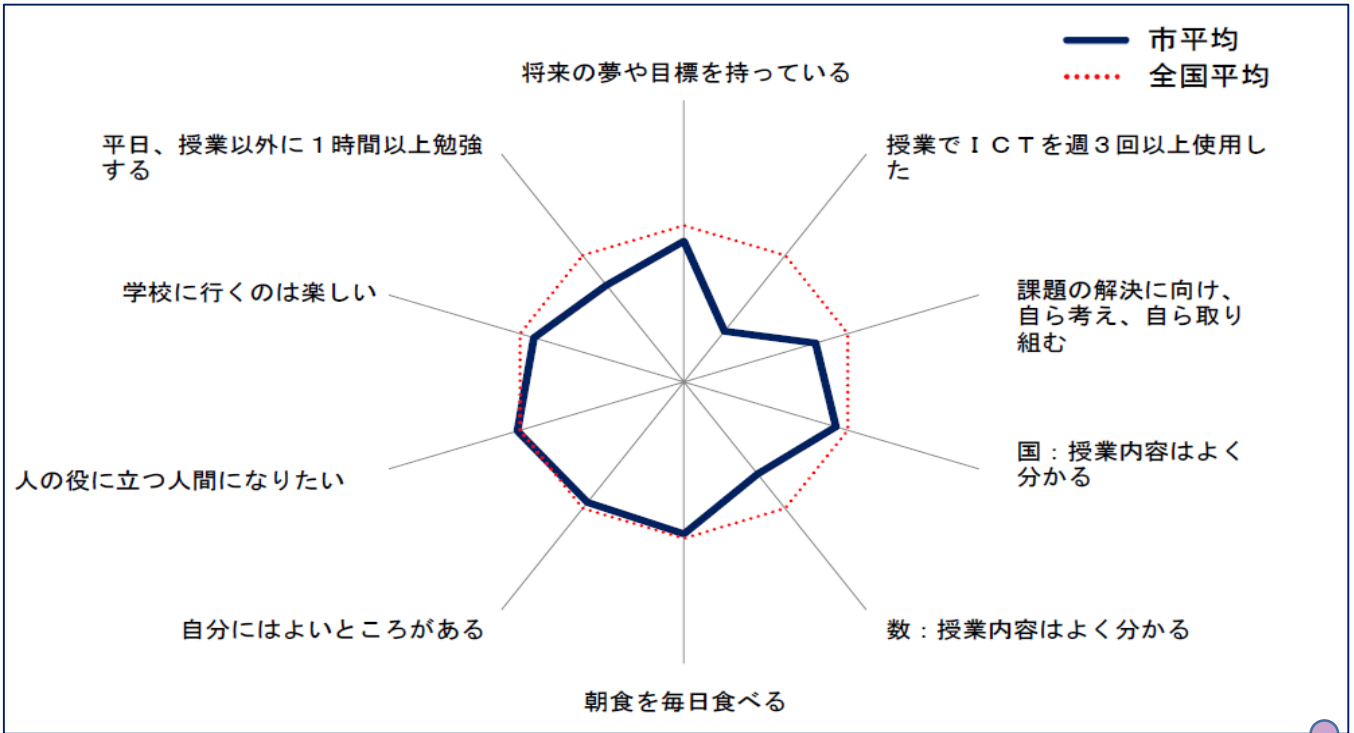 市平均
全国平均
将来の夢や目標を持っている
授業でＩＣＴを週３回以上使用し
た
課題の解決に向け、
自ら考え、自ら取り
組む
国：授業内容はよく
分かる
数：授業内容はよく分かる
朝食を毎日食べる
自分にはよいところがある
人の役に立つ人間になりたい
学校に行くのは楽しい
平日、授業以外に１時間以上勉強
する